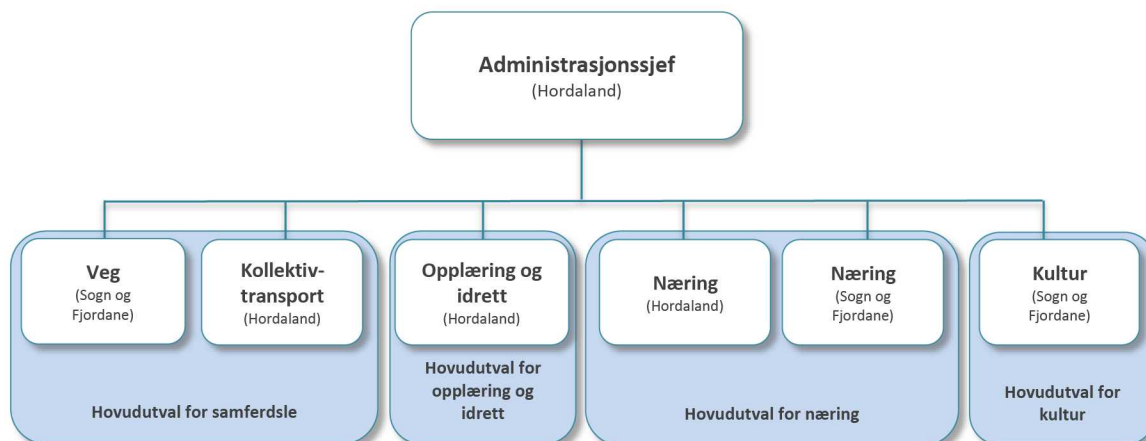 Administrasjonssjef
(Hordaland)
Veg
(Sogn og
Fjordane)
Kollektiv-
transport
(Hordaland)
Hovudutval for samferdsle
Opplæring og
idrett
(Hordaland)
Hovudutval for
opplæring og
idrett
Næring
(Hordaland)
Næring
(Sogn og
Fjordane)
Hovudutval for næring
Kultur
(Sogn og
Fjordane)
Hovudutval for
kultur